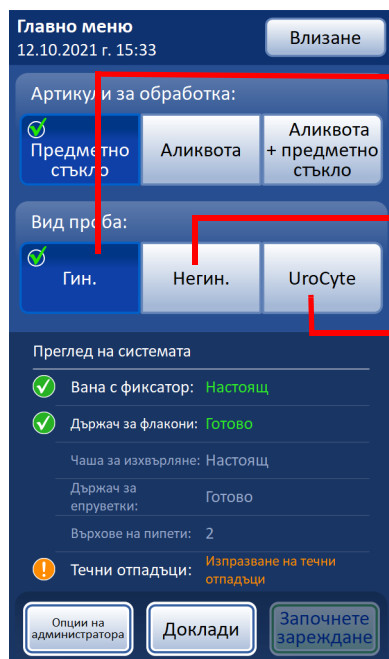 Главно меню
12.10.2021 г. 15:33
Влизане
Артикули за обработка:
Предметно
стъкло
Аликвота
Аликвота
+ предметно
стъкло
Вид проба:
Гин.
Негин.
UroCyte
Преглед на системата
Вана с фиксатор: Настоящ
Държач за флакони: Готово
Чаша за изхвърляне: Настоящ
Държач за
епруветки:
Готово
Върхове на пипети: 2
Течни отпадъци:
Изпразване на течни
отпадъци
Опции на
администратора
Доклади
Започнете
зареждане